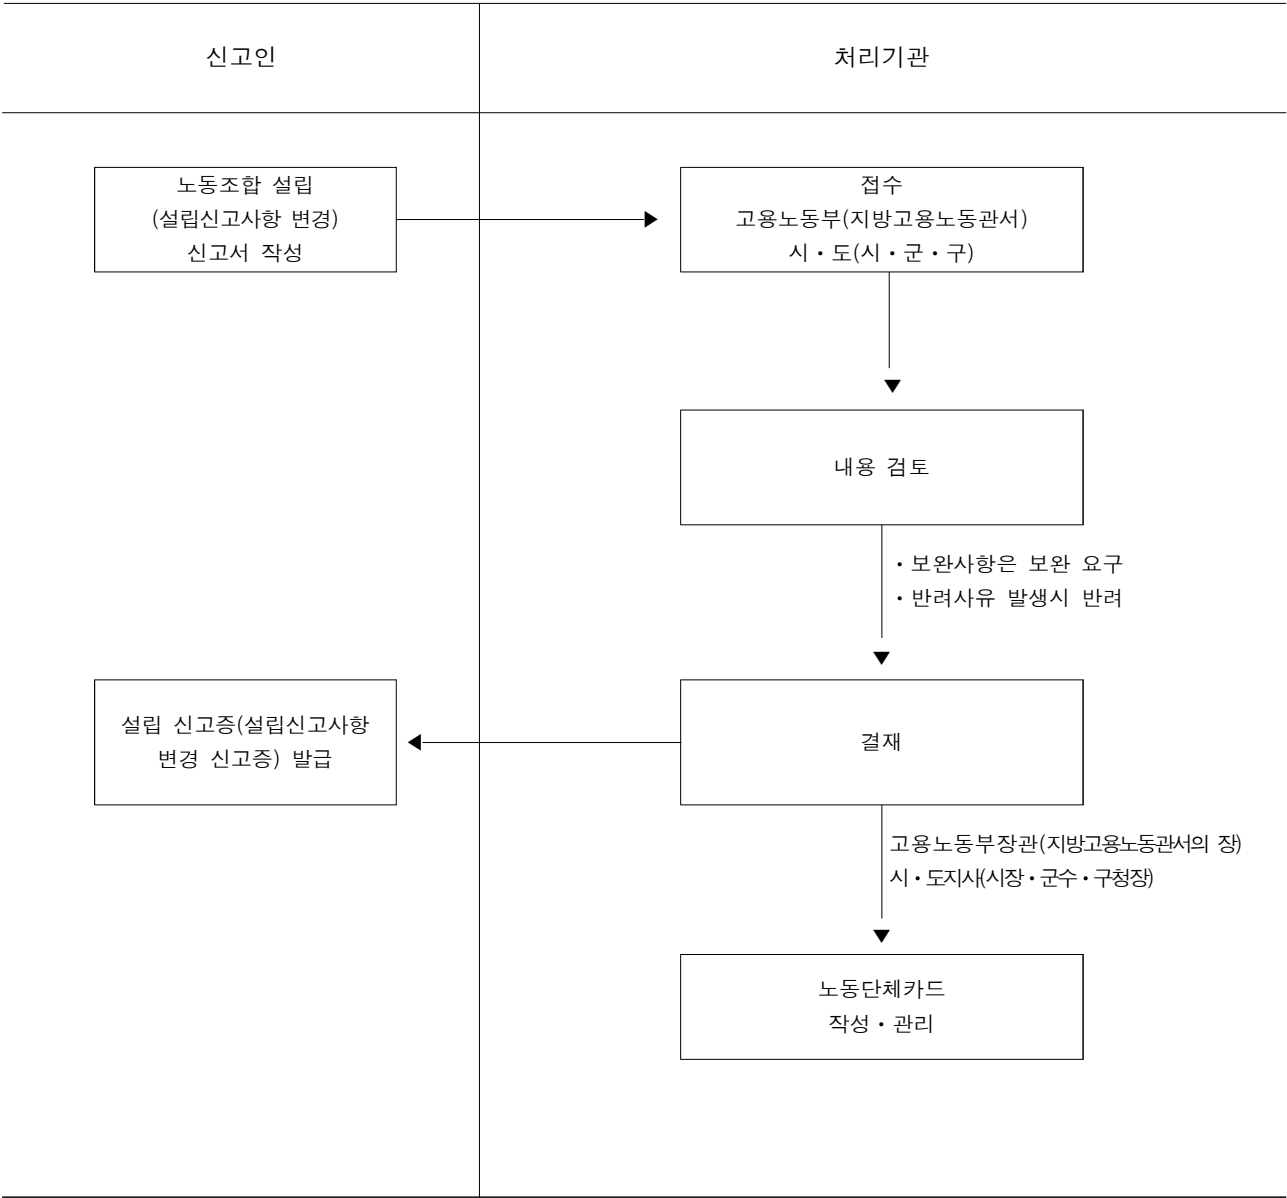 신고인
처리기관
노동조합 설립
(설립신고사항 변경)
신고서 작성
접수
고용노동부(지방고용노동관서)
시・도(시・군・구)
내용 검토
・보완사항은 보완 요구
・반려사유 발생시 반려
설립 신고증(설립신고사항
변경 신고증) 발급
결재
고용노동부장관(지방고용노동관서의 장)
시・도지사(시장・군수・구청장)
노동단체카드
작성・관리